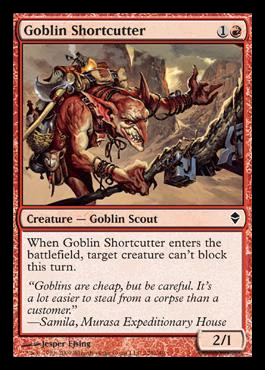 Goblin Shortcutter 1
Creature — Goblin Scout
When Goblin Shortcutter enters the
battlefield, target creature can't block
this turn.
"Goblins are cheap, but be careful. It's
a lot easier to steal from a corpse than a
customer."
—Samila, Murasa Expeditionary House
Jesper Ejsing
2/1